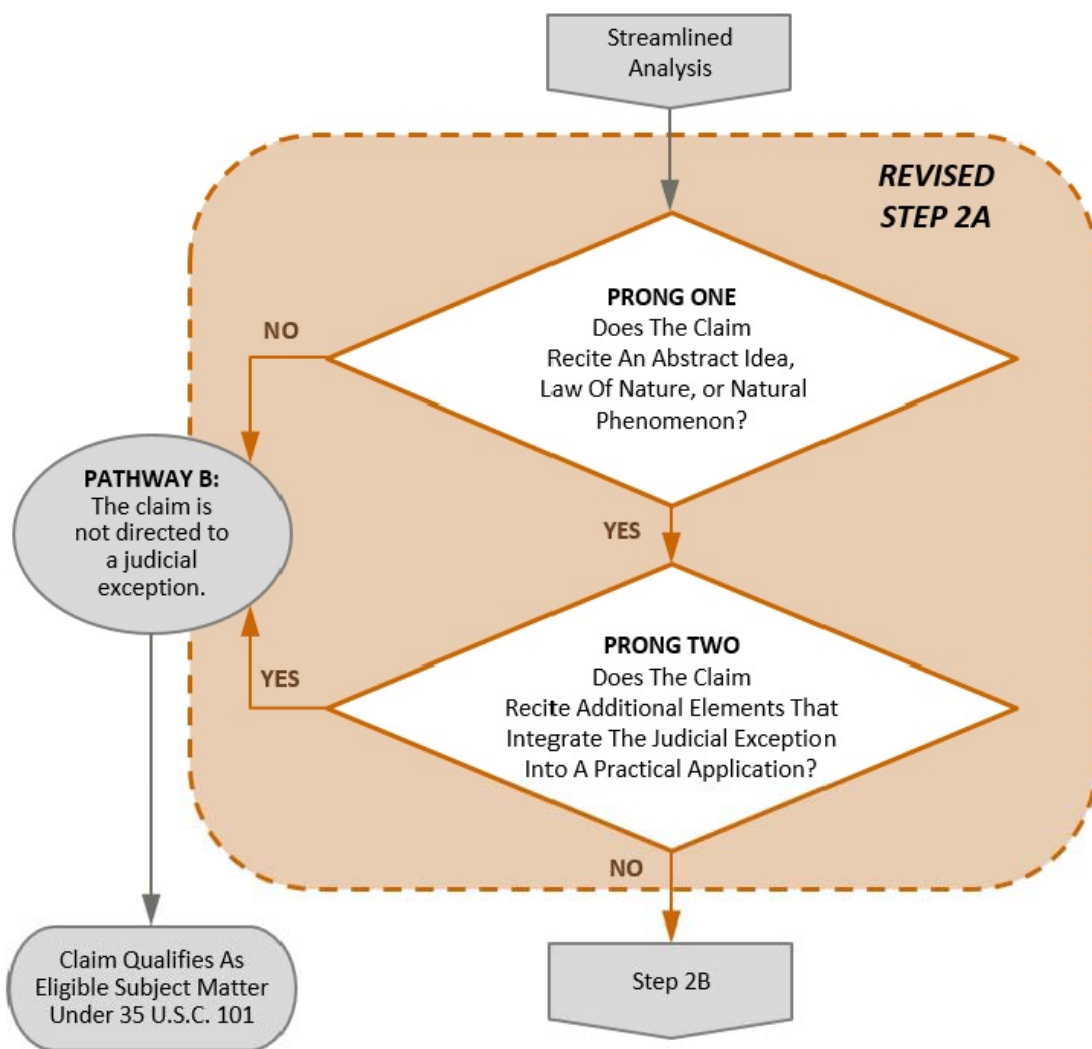 Streamlined
Analysis
REVISED
STEP 2A
PRONG ONE
Does The Claim
Recite An Abstract Idea,
Law Of Nature, or Natural
Phenomenon?
NO
PATHWAY B:
The claim is
not directed to
a judicial
exception.
YES
PRONG TWO
Does The Claim
Recite Additional Elements That
Integrate The Judicial Exception
Into A Practical Application?
YES
NO
Claim Qualifies As
Eligible Subject Matter
Under 35 U.S.C. 101
Step 2B